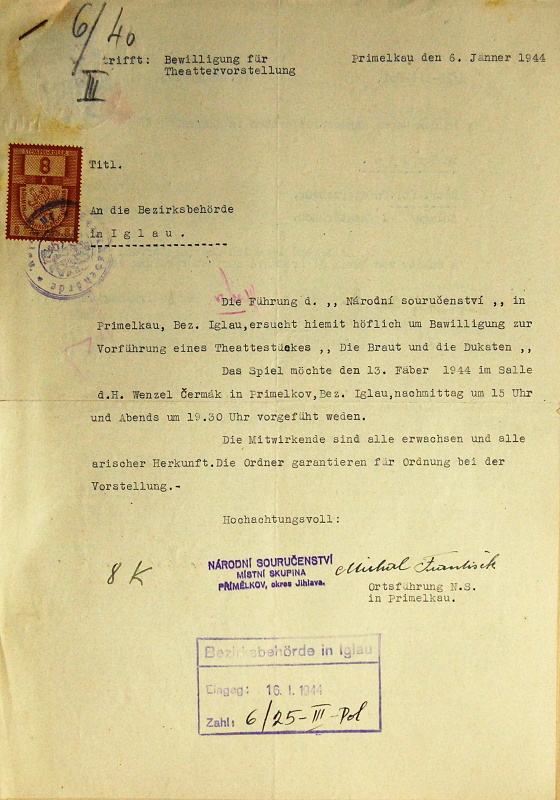 6/40
III
trifft: Bewilligung für
Theattervorstellung
Primelkau den 6. Jänner 1944
8
K
Titl.
An die Bezirksbehörde
in Iglau.
Die Führung d. ,, Národní souručenství ,, in
Primelkau, Bez. Iglau,ersucht hiemit höflich um Bawilligung zur
Vorführung eines Theattestückes ,, Die Braut und die Dukaten ,,
Das Spiel möchte den 13. Fäber 1944 im Salle
d.H. Wenzel Čermák in Primelkov,Bez. Iglau,nachmittag um 15 Uhr
und Abends um 19.30 Uhr vorgefüht weden.
Die Mitwirkende sind alle erwachsen und alle
arischer Herkunft.Die Ordner garantieren für Ordnung bei der
Vorstellung.-
Hochachtungsvoll:
8 K
NÁRODNÍ SOURUČENSTVÍ
MÍSTNÍ SKUPINA
PŘÍMĚLKOV, okres Jihlava.
Michal František
Ortsführung N.S.
in Primelkau.
Bezirksbehörde in Iglau
Eingeg: 16. I. 1944
Zahl: 6/25-III-Pol